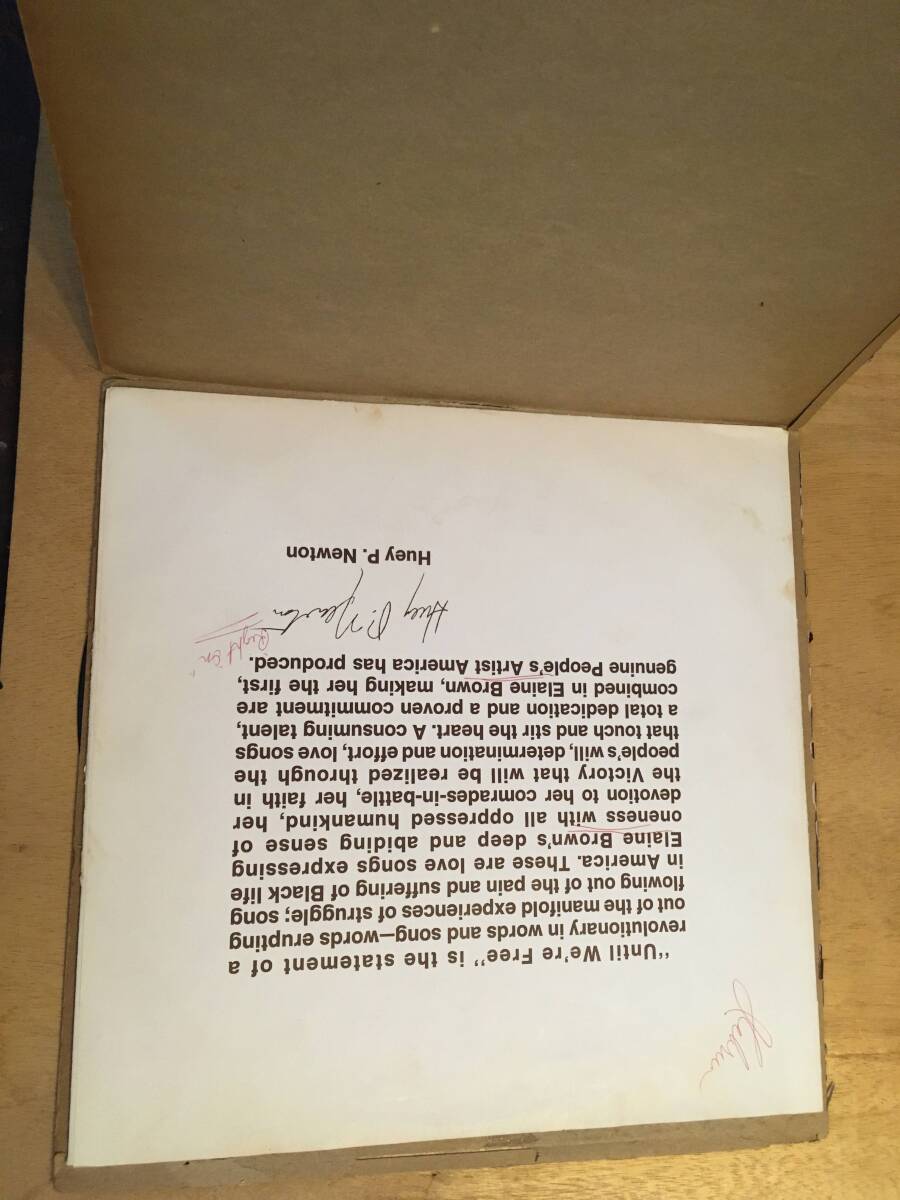 "Until We're Free" is the statement of a
revolutionary in words and song—words erupting
out of the manifold experiences of struggle; song
flowing out of the pain and suffering of Black life
in America. These are love songs expressing
Elaine Brown's deep and abiding sense of
oneness with all oppressed humankind, her
devotion to her comrades-in-battle, her faith in
the Victory that will be realized through the
people's will, determination and effort, love songs
that touch and stir the heart. A consuming talent,
a total dedication and a proven commitment are
combined in Elaine Brown, making her the first,
genuine People's Artist America has produced.
"Right On"
Huey P. Newton
Huey P. Newton